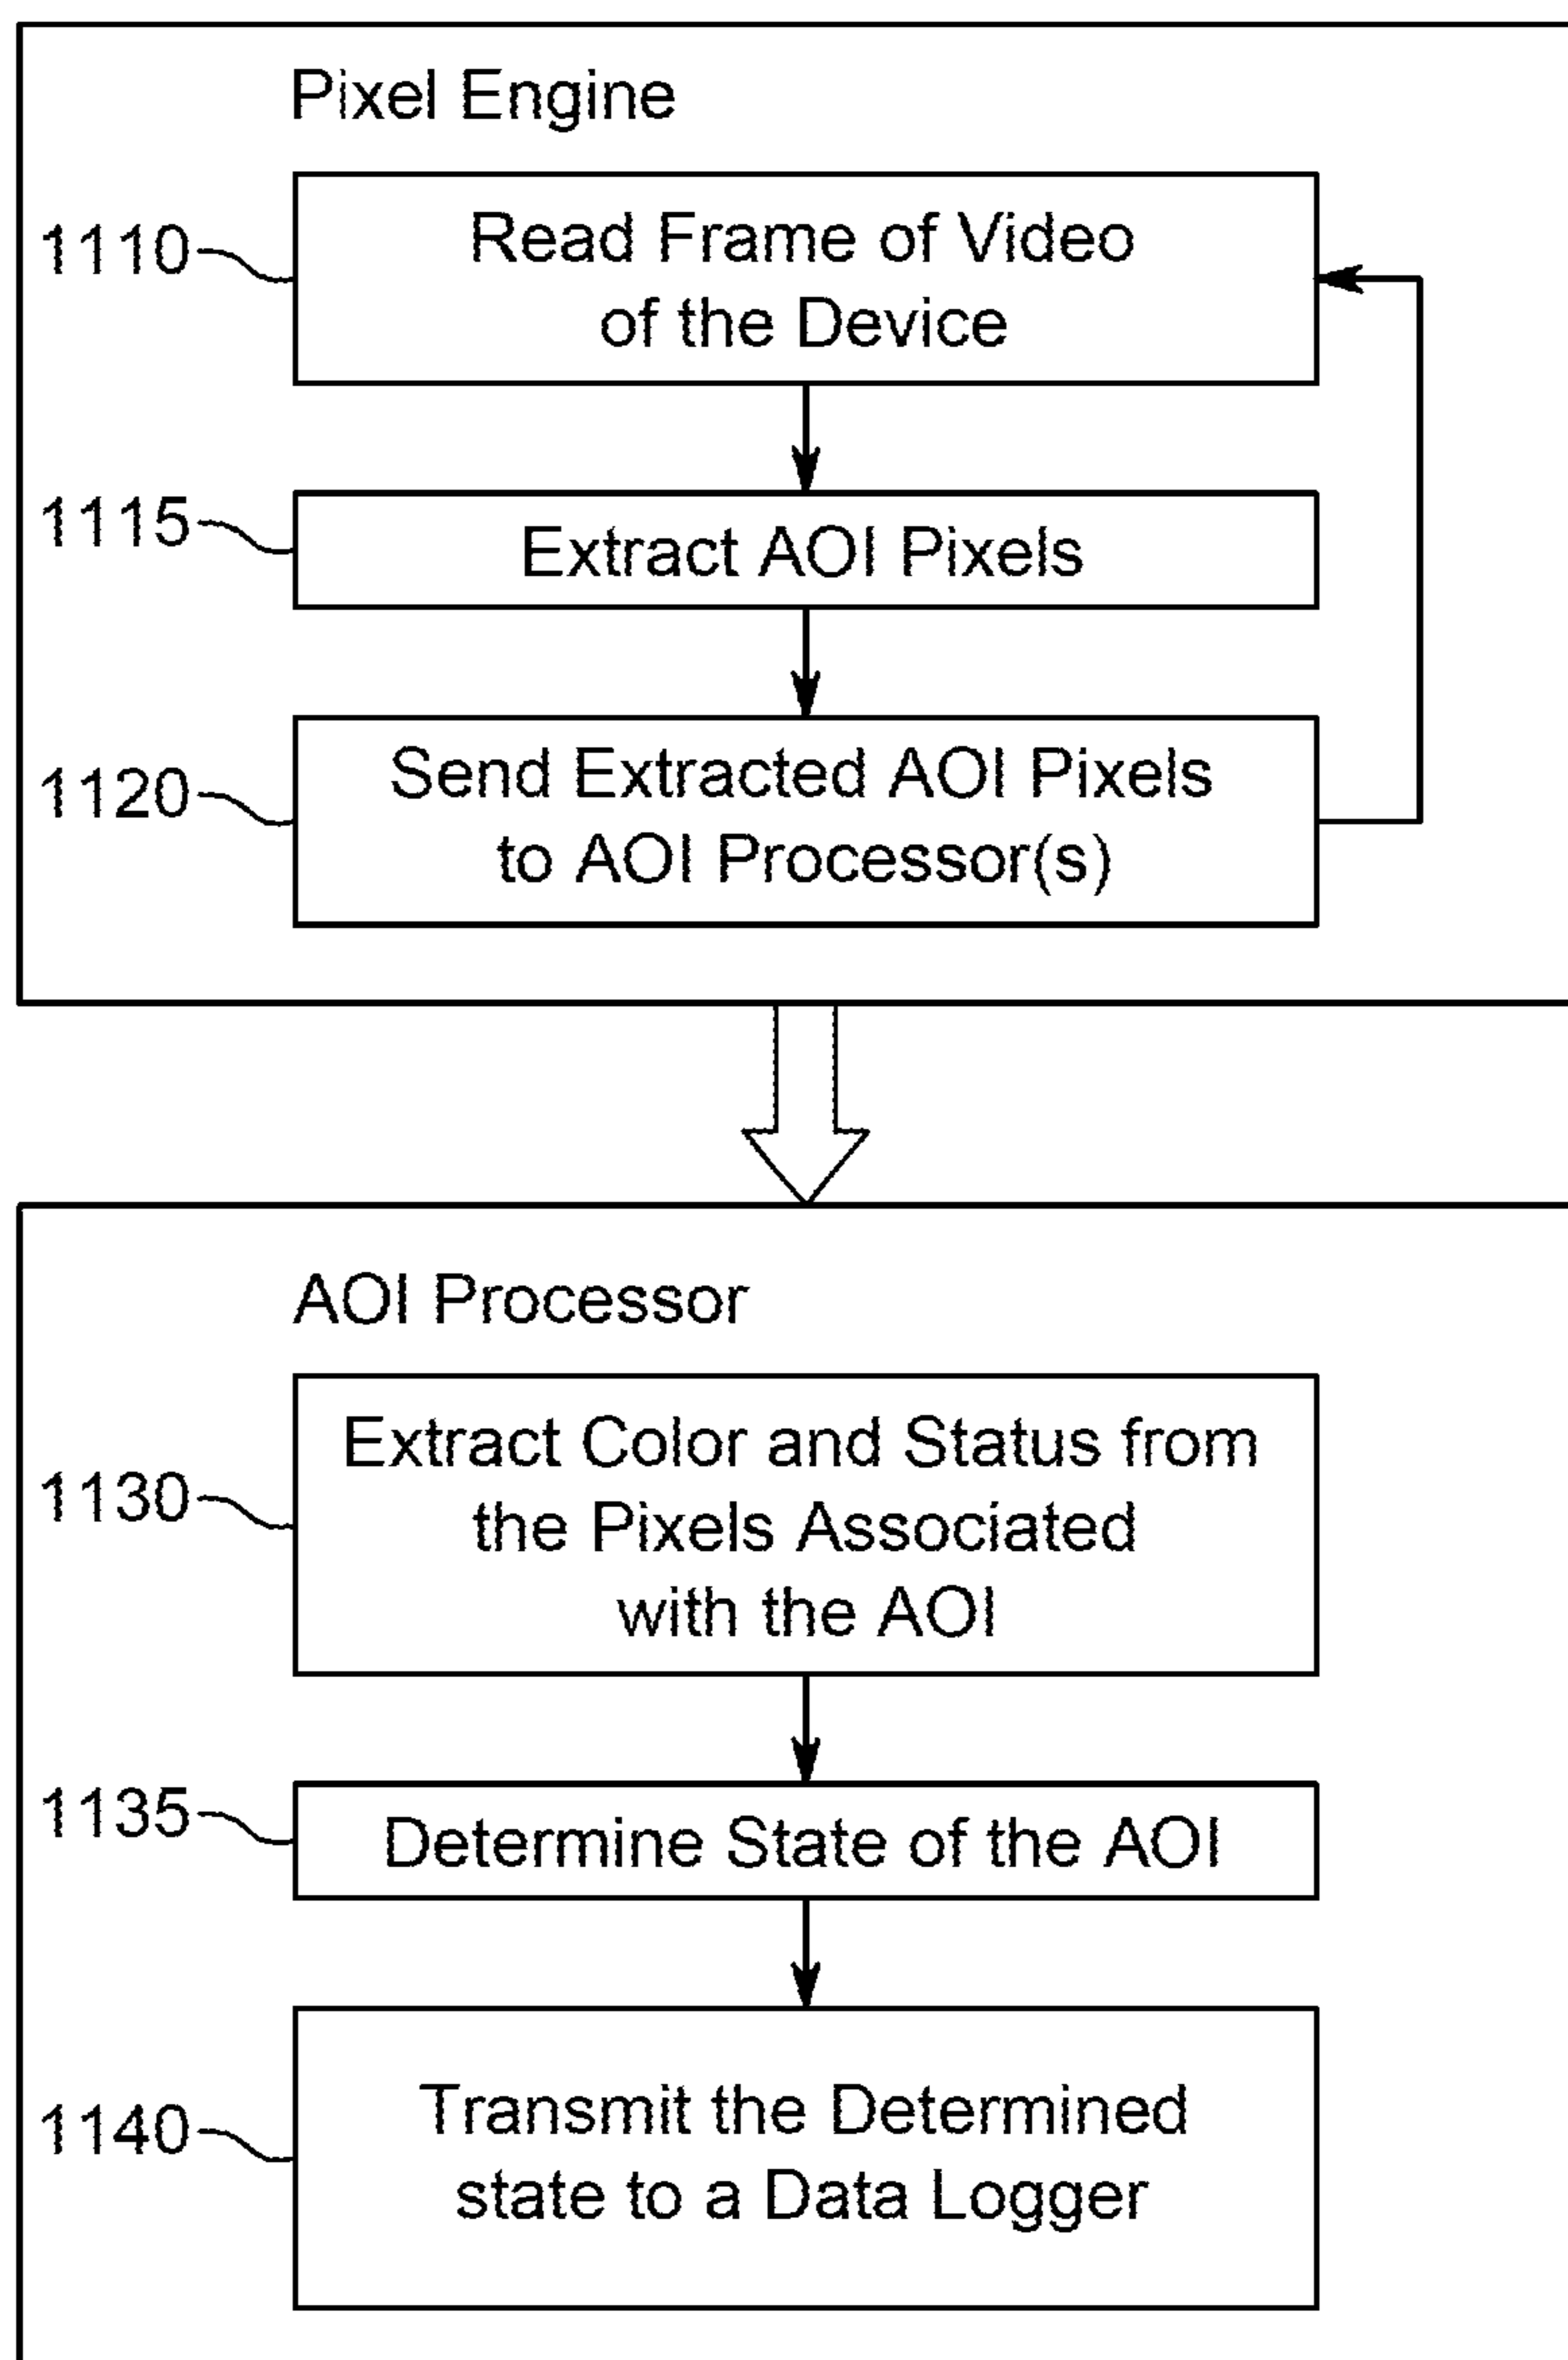 Pixel Engine
1110
Read Frame of Video
of the Device
1115
Extract AOI Pixels
1120
Send Extracted AOI Pixels
to AOI Processor(s)
AOI Processor
1130
Extract Color and Status from
the Pixels Associated
with the AOI
1135
Determine State of the AOI
1140
Transmit the Determined
state to a Data Logger